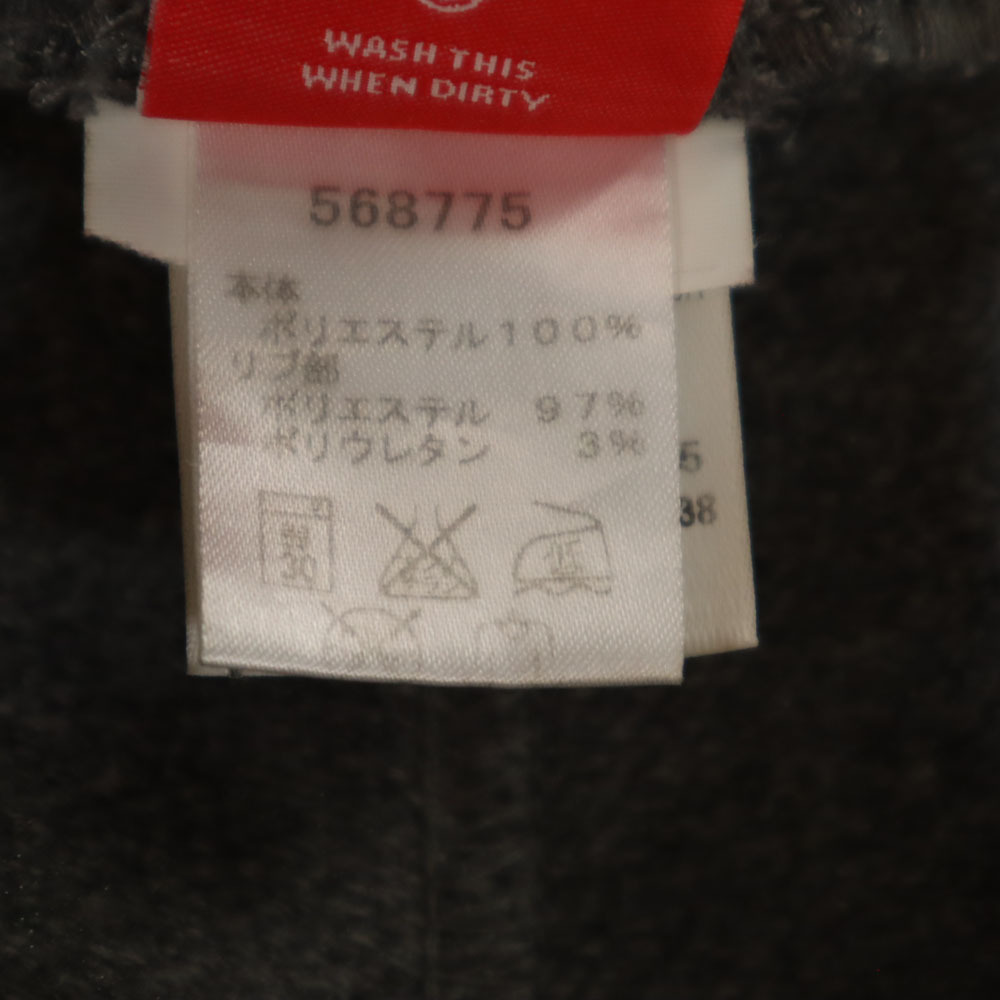 WASH THIS
WHEN DIRTY
568775
本体
ポリエステル100%
リブ部
ポリエステル 97%
ポリウレタン 3%
30
5
38